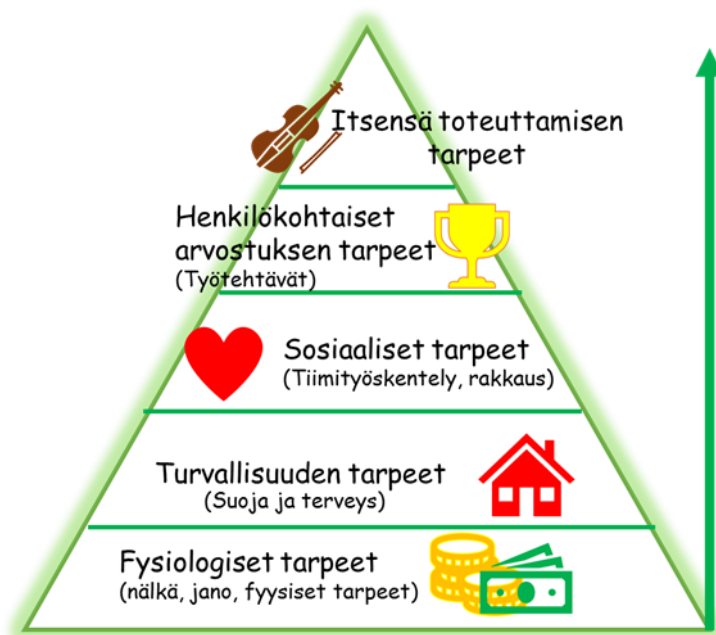 Itsensä toteuttamisen
tarpeet
Henkilökohtaiset
arvostuksen tarpeet
(Työtehtävät)
Sosiaaliset tarpeet
(Tiimityöskentely, rakkaus)
Turvallisuuden tarpeet
(Suoja ja terveys)
Fysiologiset tarpeet
(nälkä, jano, fyysiset tarpeet)